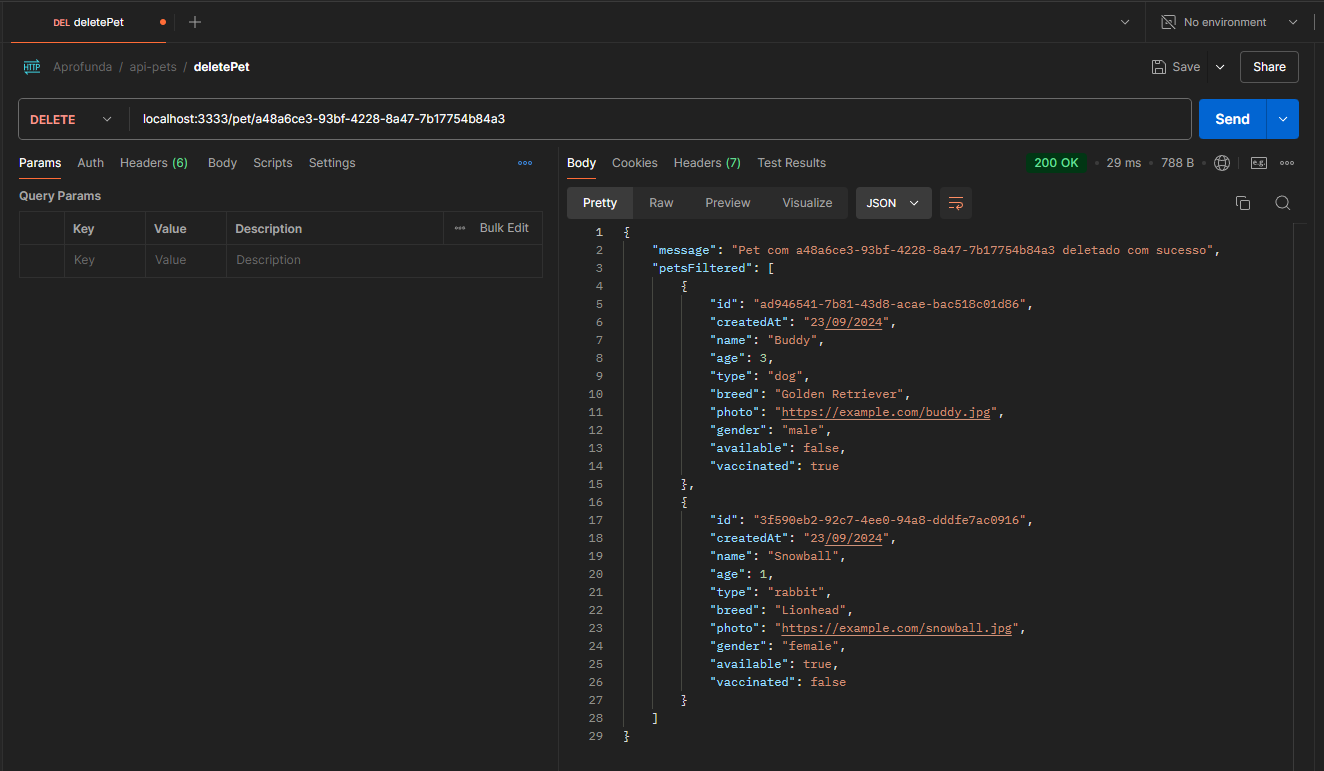 DEL deletePet
No environment
HTTP Aprofunda / api-pets / deletePet
Save
Share
DELETE
localhost:3333/pet/a48a6ce3-93bf-4228-8a47-7b17754b84a3
Send
Params Auth Headers (6) Body Scripts Settings
Query Params
Key Value Description Bulk Edit
Key Value Description
Body Cookies Headers (7) Test Results
200 OK • 29 ms • 788 B • e.g.
Pretty Raw Preview Visualize JSON
1 {
2 "message": "Pet com a48a6ce3-93bf-4228-8a47-7b17754b84a3 deletado com sucesso",
3 "petsFiltered": [
4 {
5 "id": "ad946541-7b81-43d8-acae-bac518c01d86",
6 "createdAt": "23/09/2024",
7 "name": "Buddy",
8 "age": 3,
9 "type": "dog",
10 "breed": "Golden Retriever",
11 "photo": "https://example.com/buddy.jpg",
12 "gender": "male",
13 "available": false,
14 "vaccinated": true
15 },
16 {
17 "id": "3f590eb2-92c7-4ee0-94a8-dddfe7ac0916",
18 "createdAt": "23/09/2024",
19 "name": "Snowball",
20 "age": 1,
21 "type": "rabbit",
22 "breed": "Lionhead",
23 "photo": "https://example.com/snowball.jpg",
24 "gender": "female",
25 "available": true,
26 "vaccinated": false
27 }
28 ]
29 }